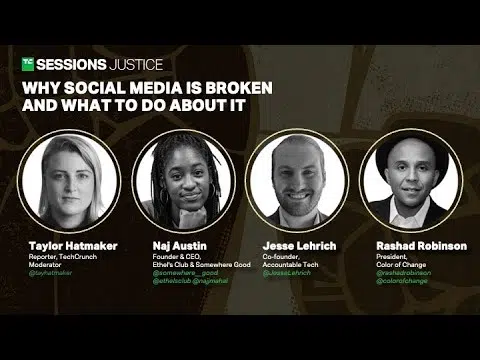 TC SESSIONS JUSTICE
WHY SOCIAL MEDIA IS BROKEN
AND WHAT TO DO ABOUT IT
Taylor Hatmaker
Reporter, TechCrunch
Moderator
@tayhatmaker
Naj Austin
Founder & CEO,
Ethel's Club & Somewhere Good
@somewhere__good
@ethelsclub @najjmahal
Jesse Lehrich
Co-founder,
Accountable Tech
@JesseLehrich
Rashad Robinson
President,
Color of Change
@rashadrobinson
@colorofchange